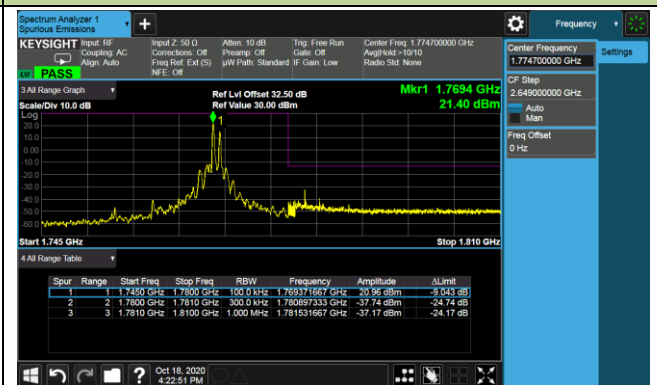 Spectrum Analyzer 1
Spurious Emissions
+
Frequency
KEYSIGHT
Input: RF
Coupling: AC
Align: Auto
Input Z: 50 Ω
Corrections: Off
Freq Ref: Ext (S)
NFE: Off
Atten: 10 dB
Preamp: Off
µW Path: Standard
Trig: Free Run
Gate: Off
IF Gain: Low
Center Freq: 1.774700000 GHz
Avg|Hold:>10/10
Radio Std: None
PASS
Center Frequency
1.774700000 GHz
Settings
CF Step
2.649000000 GHz
Auto
Man
Freq Offset
0 Hz
3 All Range Graph
Scale/Div 10.0 dB
Ref Lvl Offset 32.50 dB
Ref Value 30.00 dBm
Mkr1 1.7694 GHz
21.40 dBm
Log
1
20.0
10.0
0.00
-10.0
-20.0
-30.0
-40.0
-50.0
-60.0
Start 1.745 GHz
Stop 1.810 GHz
4 All Range Table
Spur Range Start Freq Stop Freq RBW Frequency Amplitude ΔLimit
1 1 1.7450 GHz 1.7800 GHz 100.0 kHz 1.769371667 GHz 20.96 dBm -9.043 dB
2 2 1.7800 GHz 1.7810 GHz 300.0 kHz 1.780897333 GHz -37.74 dBm -24.74 dB
3 3 1.7810 GHz 1.8100 GHz 1.000 MHz 1.781531667 GHz -37.17 dBm -24.17 dB
?
Oct 18, 2020
4:22:51 PM